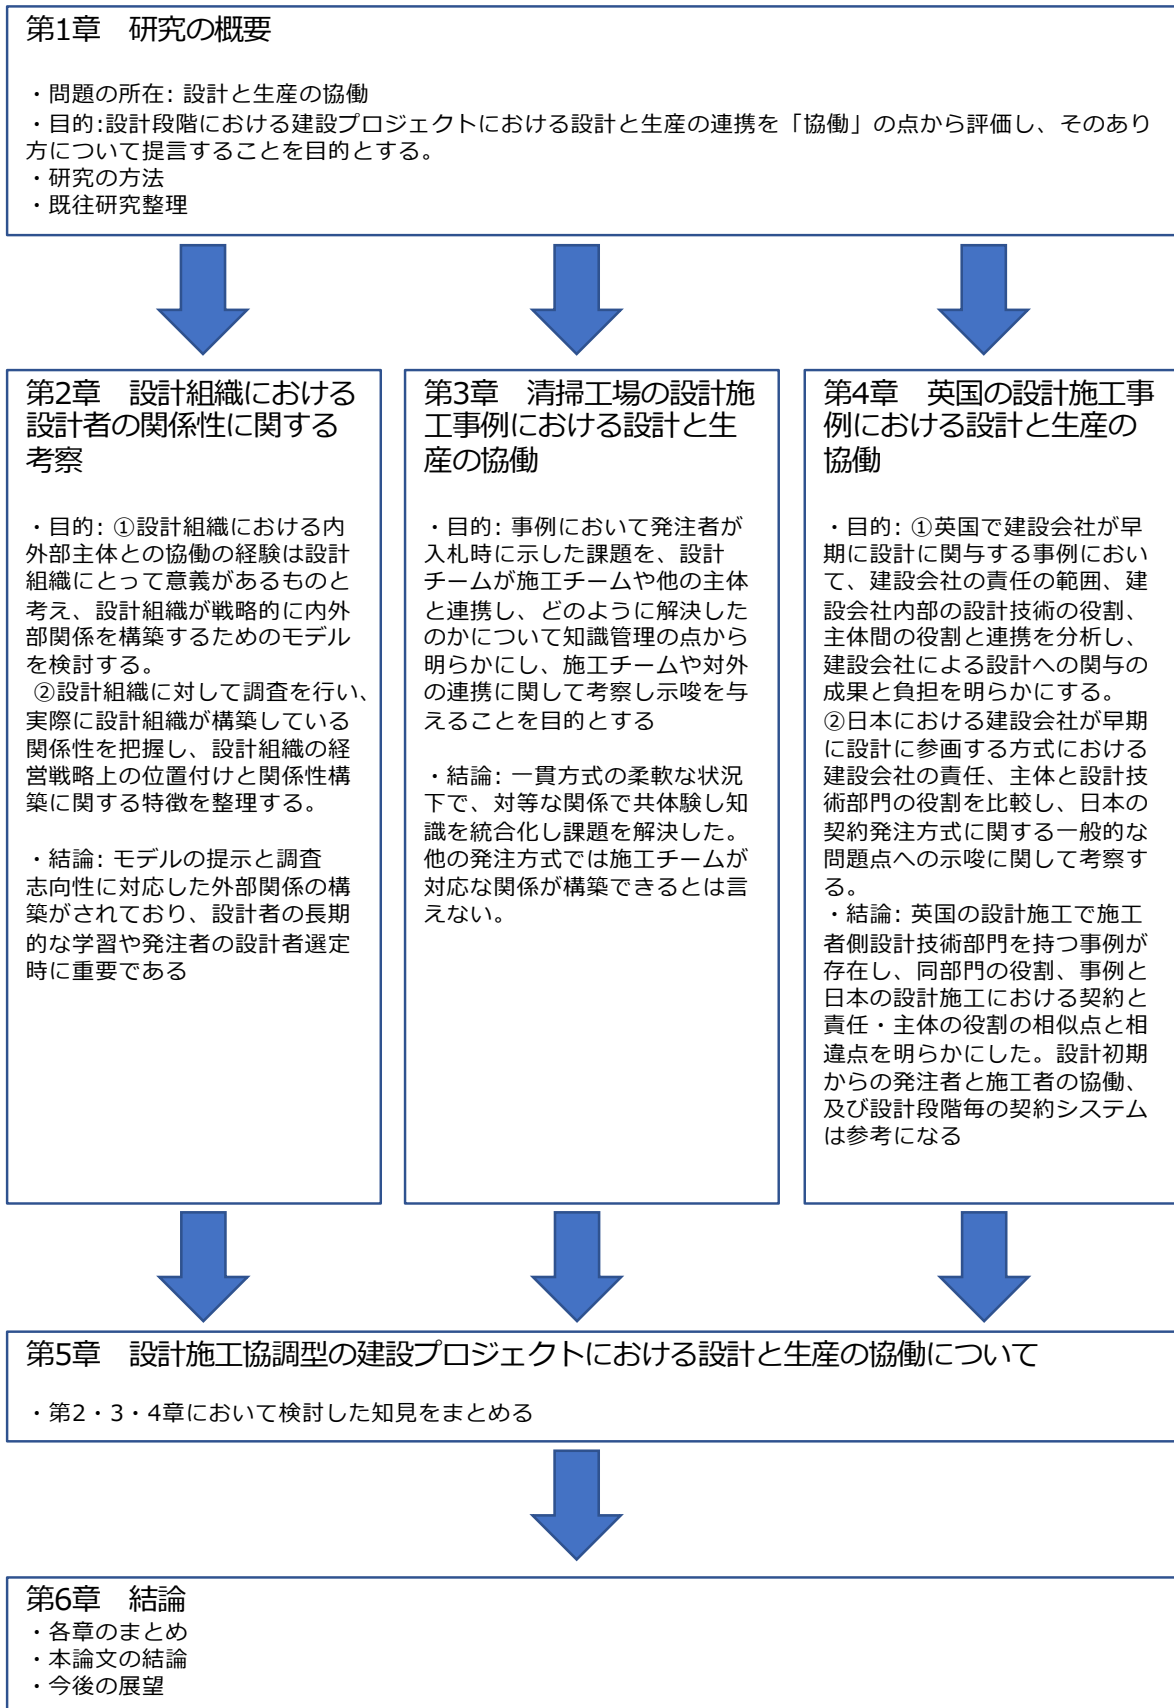 第1章　研究の概要
・問題の所在: 設計と生産の協働
・目的:設計段階における建設プロジェクトにおける設計と生産の連携を「協働」の点から評価し、そのあり
方について提言することを目的とする。
・研究の方法
・既往研究整理
第2章　設計組織における
設計者の関係性に関する
考察
・目的: ①設計組織における内
外部主体との協働の経験は設計
組織にとって意義があるものと
考え、設計組織が戦略的に内外
部関係を構築するためのモデル
を検討する。
②設計組織に対して調査を行い、
実際に設計組織が構築している
関係性を把握し、設計組織の経
営戦略上の位置付けと関係性構
築に関する特徴を整理する。
・結論: モデルの提示と調査
志向性に対応した外部関係の構
築がされており、設計者の長期
的な学習や発注者の設計者選定
時に重要である
第3章　清掃工場の設計施
工事例における設計と生
産の協働
・目的: 事例において発注者が
入札時に示した課題を、設計
チームが施工チームや他の主体
と連携し、どのように解決した
のかについて知識管理の点から
明らかにし、施工チームや対外
の連携に関して考察し示唆を与
えることを目的とする
・結論: 一貫方式の柔軟な状況
下で、対等な関係で共体験し知
識を統合化し課題を解決した。
他の発注方式では施工チームが
対応な関係が構築できるとは言
えない。
第4章　英国の設計施工事
例における設計と生産の
協働
・目的: ①英国で建設会社が早
期に設計に関与する事例におい
て、建設会社の責任の範囲、建
設会社内部の設計技術の役割、
主体間の役割と連携を分析し、
建設会社による設計への関与の
成果と負担を明らかにする。
②日本における建設会社が早期
に設計に参画する方式における
建設会社の責任、主体と設計技
術部門の役割を比較し、日本の
契約発注方式に関する一般的な
問題点への示唆に関して考察す
る。
・結論: 英国の設計施工で施工
者側設計技術部門を持つ事例が
存在し、同部門の役割、事例と
日本の設計施工における契約と
責任・主体の役割の相似点と相
違点を明らかにした。設計初期
からの発注者と施工者の協働、
及び設計段階毎の契約システム
は参考になる
第5章　設計施工協調型の建設プロジェクトにおける設計と生産の協働について
・第2・3・4章において検討した知見をまとめる
第6章　結論
・各章のまとめ
・本論文の結論
・今後の展望